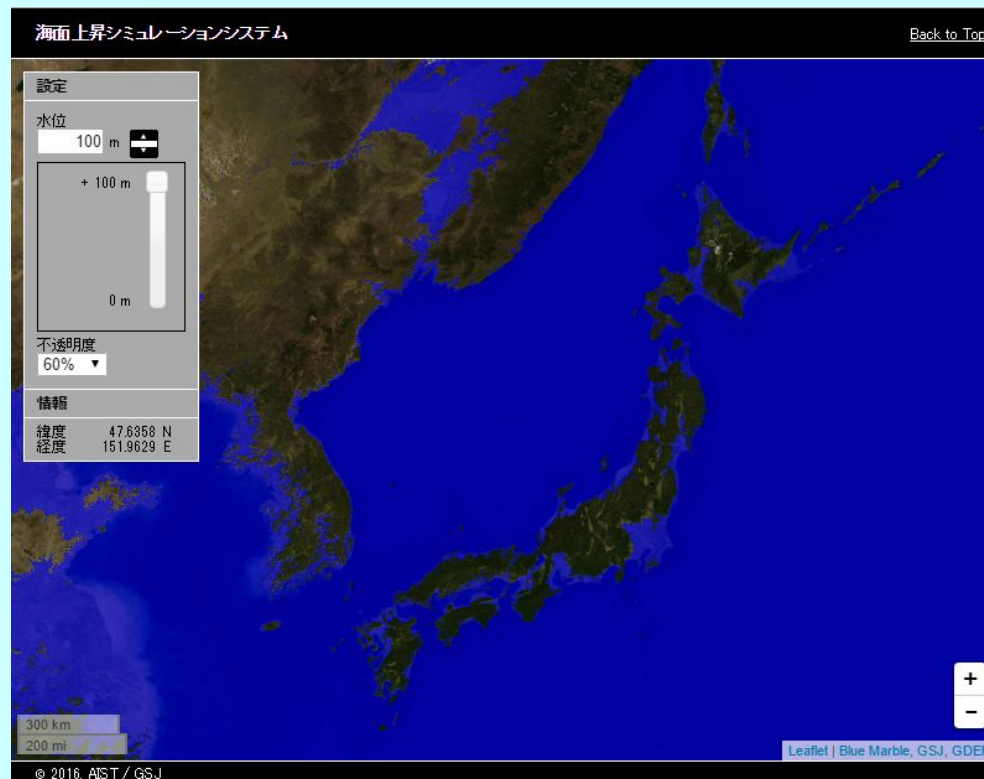 海面上昇シミュレーションシステム
Back to Top
設定
水位
100 m
+ 100 m
0 m
不透明度
60% ▼
情報
緯度 47.6358 N
経度 151.9629 E
300 km
200 mi
+
−
Leaflet | Blue Marble, GSJ, GDEM
© 2016, AIST / GSJ